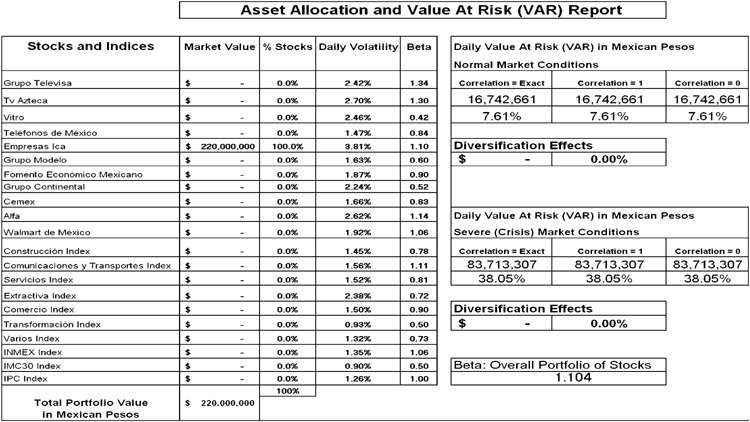 Asset Allocation and Value At Risk (VAR) Report
Stocks and Indices Market Value % Stocks Daily Volatility Beta
Grupo Televisa $ - 0.0% 2.42% 1.34
Tv Azteca $ - 0.0% 2.70% 1.30
Vitro $ - 0.0% 2.46% 0.42
Teléfonos de México $ - 0.0% 1.47% 0.84
Empresas Ica $ 220,000,000 100.0% 3.81% 1.10
Grupo Modelo $ - 0.0% 1.63% 0.60
Fomento Económico Mexicano $ - 0.0% 1.87% 0.90
Grupo Continental $ - 0.0% 2.24% 0.52
Cemex $ - 0.0% 1.66% 0.83
Alfa $ - 0.0% 2.62% 1.14
Walmart de México $ - 0.0% 1.92% 1.06
Construcción Index $ - 0.0% 1.45% 0.78
Comunicaciones y Transportes Index $ - 0.0% 1.56% 1.11
Servicios Index $ - 0.0% 1.52% 0.81
Extractiva Index $ - 0.0% 2.38% 0.72
Comercio Index $ - 0.0% 1.50% 0.90
Transformación Index $ - 0.0% 0.93% 0.50
Varios Index $ - 0.0% 1.32% 0.73
INMEX Index $ - 0.0% 1.35% 1.06
IMC30 Index $ - 0.0% 0.90% 0.50
IPC Index $ - 0.0% 1.26% 1.00
100%
Total Portfolio Value
in Mexican Pesos $ 220,000,000
Daily Value At Risk (VAR) in Mexican Pesos
Normal Market Conditions
Correlation = Exact Correlation = 1 Correlation = 0
16,742,661 16,742,661 16,742,661
7.61% 7.61% 7.61%
Diversification Effects
$ - 0.00%
Daily Value At Risk (VAR) in Mexican Pesos
Severe (Crisis) Market Conditions
Correlation = Exact Correlation = 1 Correlation = 0
83,713,307 83,713,307 83,713,307
38.05% 38.05% 38.05%
Diversification Effects
$ - 0.00%
Beta: Overall Portfolio of Stocks
1.104